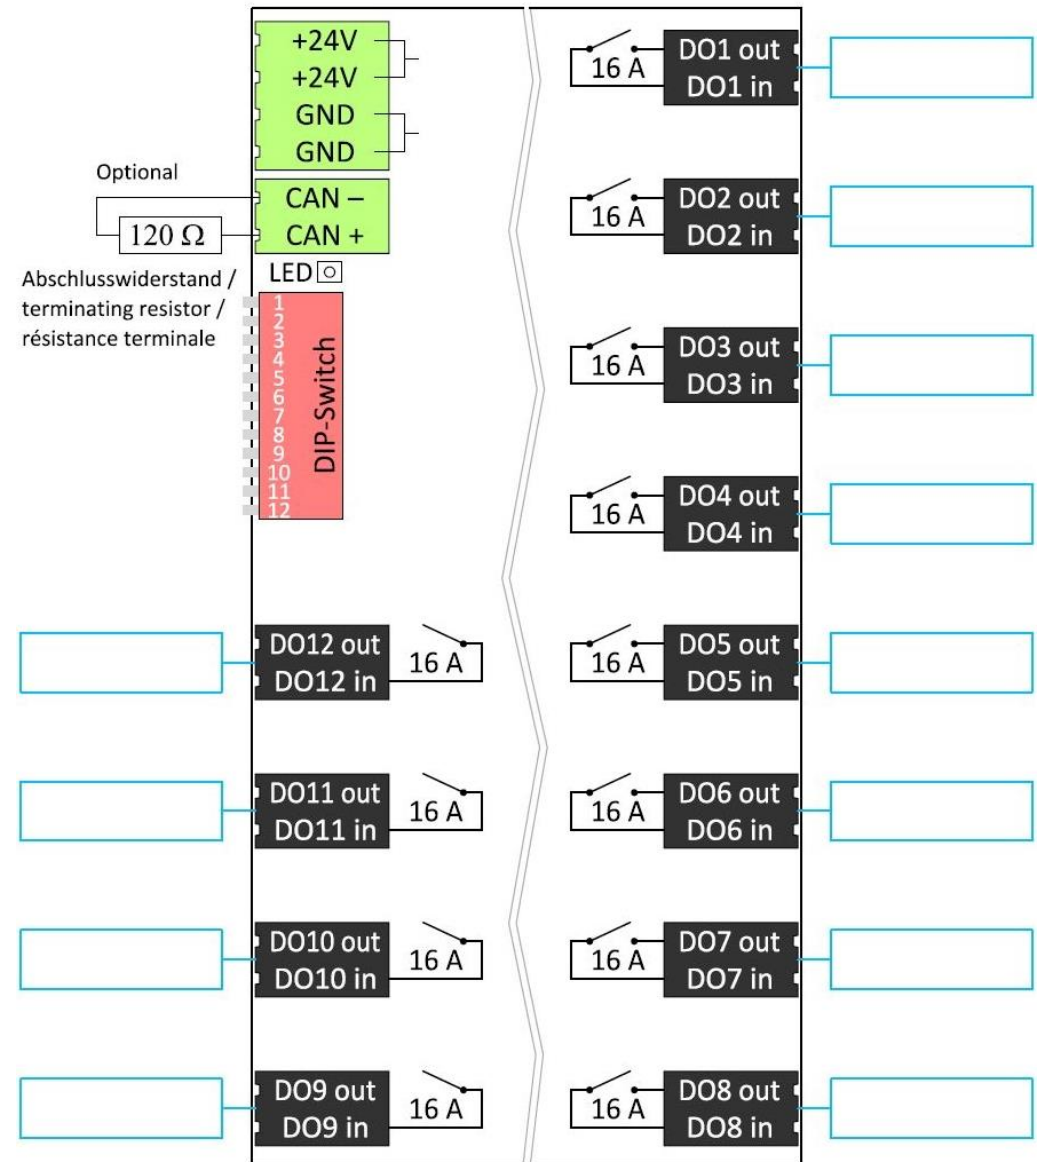 +24V
+24V
GND
GND
Optional
CAN –
CAN +
120 Ω
Abschlusswiderstand /
terminating resistor /
résistance terminale
LED
1
2
3
4
5
6
7
8
9
10
11
12
DIP-Switch
DO12 out
DO12 in
16 A
DO11 out
DO11 in
16 A
DO10 out
DO10 in
16 A
DO9 out
DO9 in
16 A
16 A
DO1 out
DO1 in
16 A
DO2 out
DO2 in
16 A
DO3 out
DO3 in
16 A
DO4 out
DO4 in
16 A
DO5 out
DO5 in
16 A
DO6 out
DO6 in
16 A
DO7 out
DO7 in
16 A
DO8 out
DO8 in